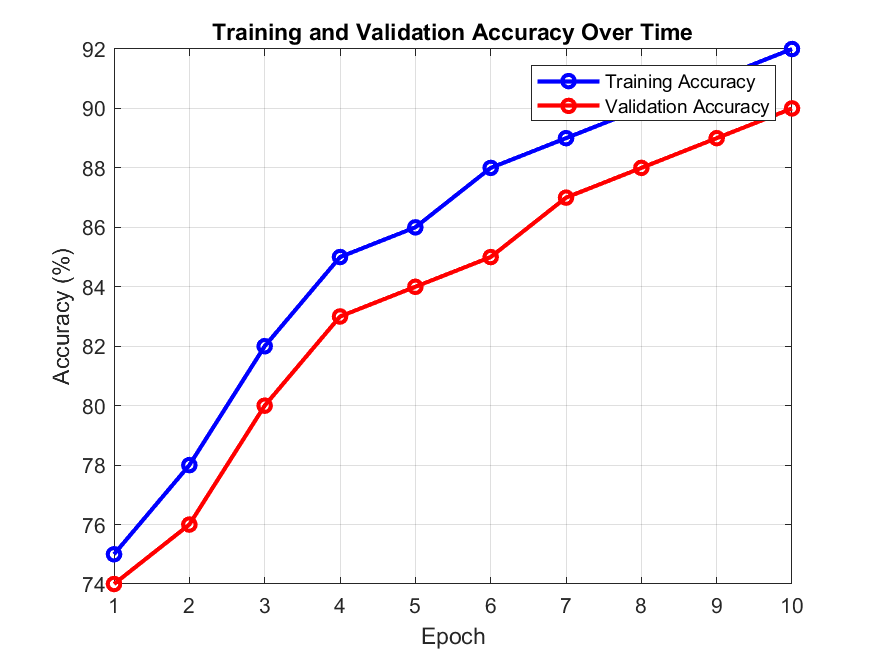 Training and Validation Accuracy Over Time
92
90
88
86
84
82
80
78
76
74
Accuracy (%)
Training Accuracy
Validation Accuracy
1 2 3 4 5 6 7 8 9 10
Epoch